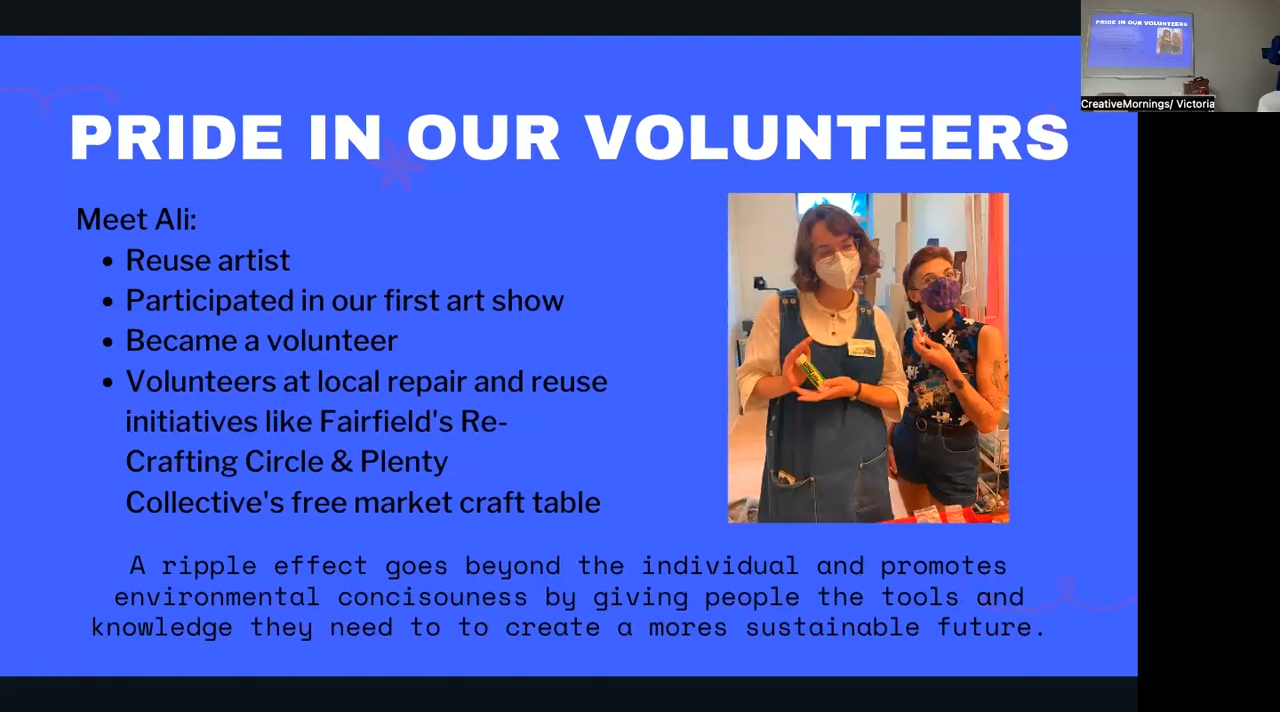 PRIDE IN OUR VOLUNTEERS
Meet Ali:
• Reuse artist
• Participated in our first art show
• Became a volunteer
• Volunteers at local repair and reuse
initiatives like Fairfield's Re-
Crafting Circle & Plenty
Collective's free market craft table
A ripple effect goes beyond the individual and promotes
environmental concisouness by giving people the tools and
knowledge they need to to create a mores sustainable future.
PRIDE IN OUR VOLUNTEERS
CreativeMornings/ Victoria